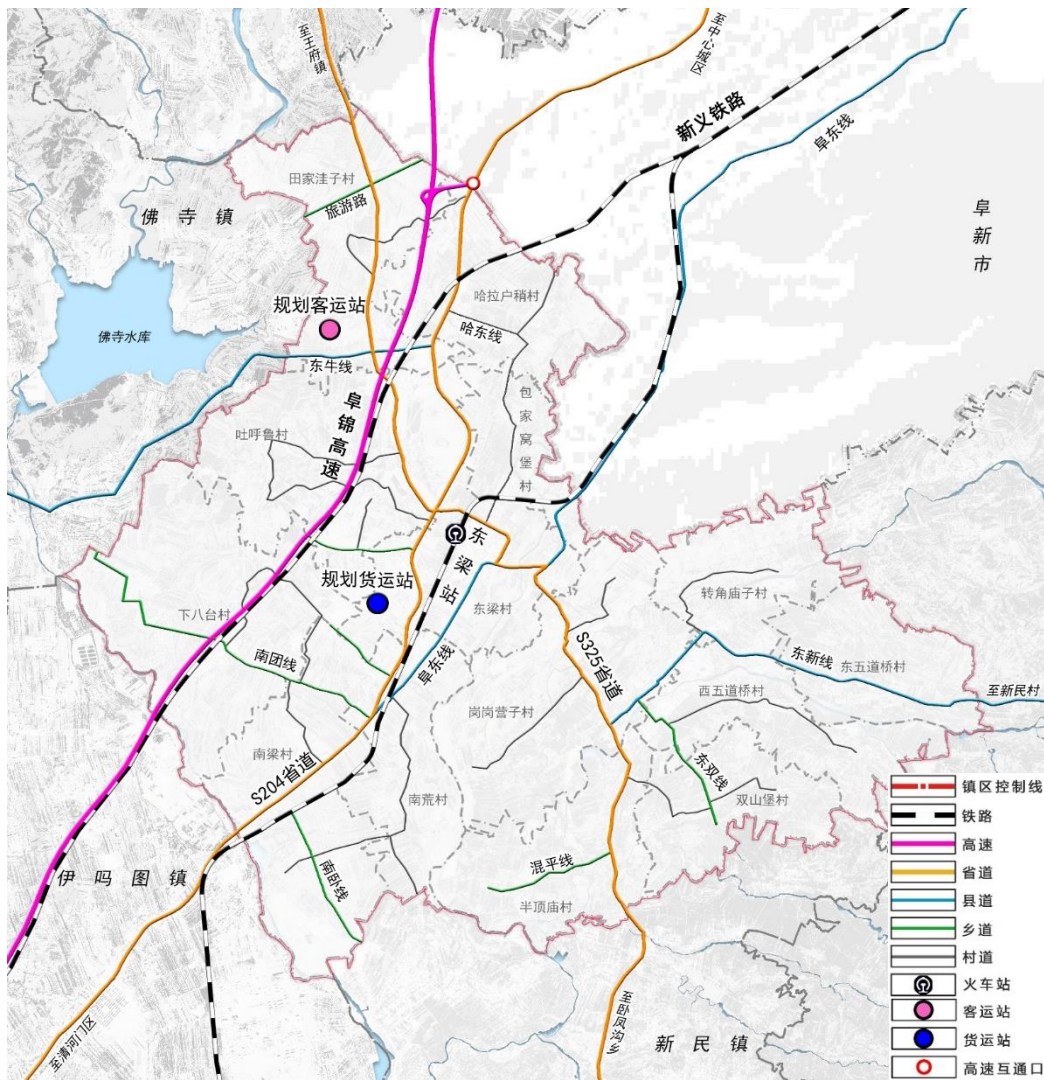 至王府镇
至中心城区
新义铁路
阜东线
田家洼子村
旅游路
佛寺镇
阜新市
规划客运站
哈拉户稍村
哈东线
佛寺水库
东牛线
包家窝堡村
阜锦高速
吐呼鲁村
东梁站
规划货运站
下八台村
东梁村
转角庙子村
南团线
阜东线
S325省道
东新线
东五道桥村
西五道桥村
至新民村
岗岗营子村
南梁村
S204省道
南荒村
东双线
双山堡村
伊吗图镇
南卧线
混平线
半顶庙村
至清河门区
至卧凤沟乡
新民镇
镇区控制线
铁路
高速
省道
县道
乡道
村道
火车站
客运站
货运站
高速互通口